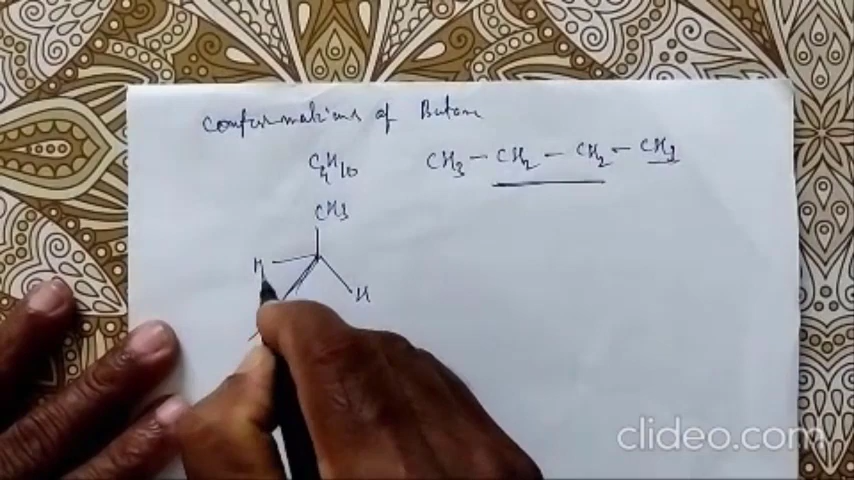 Conformations of Butane
C4H10 CH3 - CH2 - CH2 - CH3
CH3
H
H
clideo.com